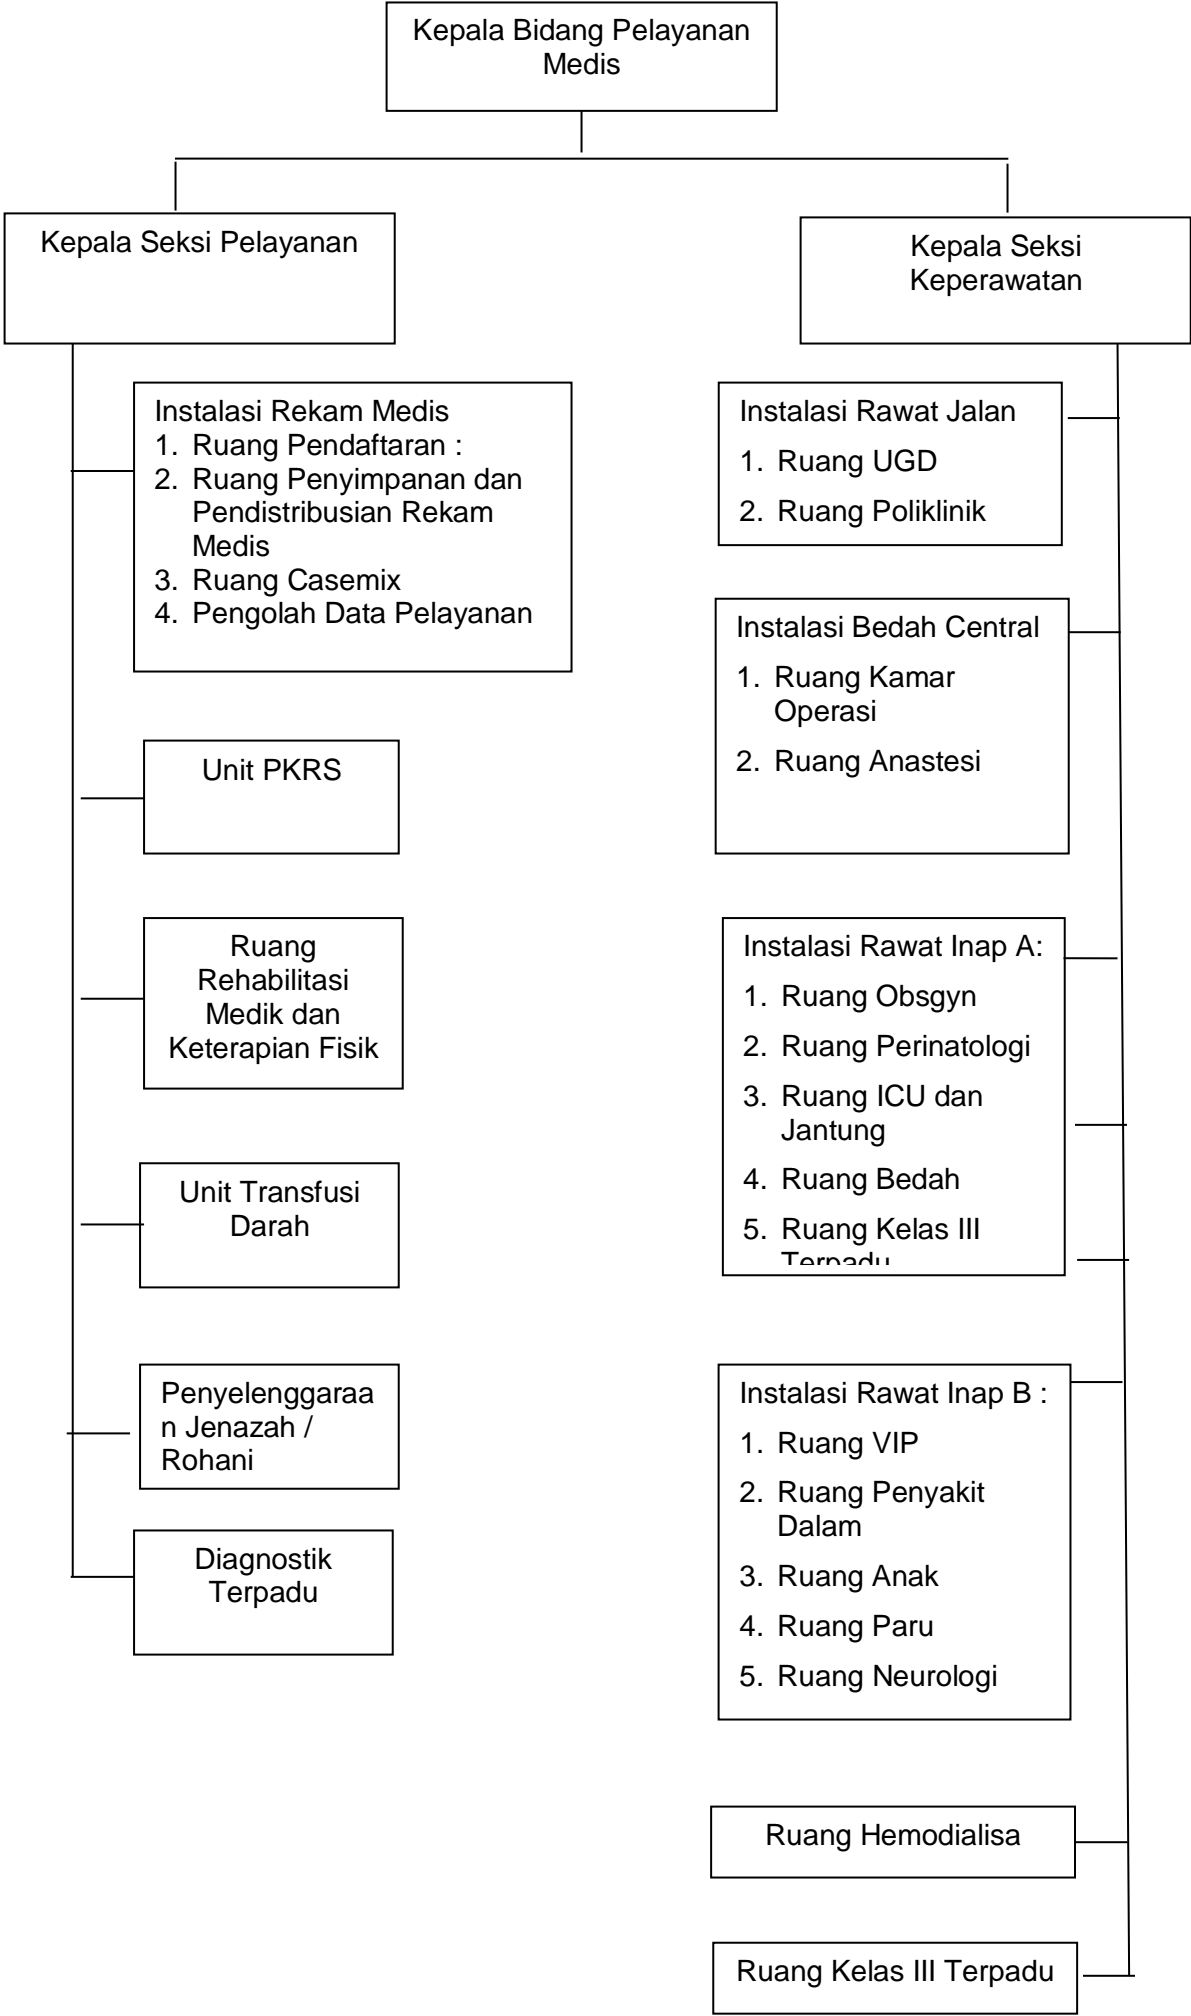 Kepala Bidang Pelayanan
Medis
Kepala Seksi Pelayanan
Kepala Seksi
Keperawatan
Instalasi Rekam Medis
1. Ruang Pendaftaran :
2. Ruang Penyimpanan dan
Pendistribusian Rekam
Medis
3. Ruang Casemix
4. Pengolah Data Pelayanan
Unit PKRS
Ruang
Rehabilitasi
Medik dan
Keterapian Fisik
Unit Transfusi
Darah
Penyelenggaraa
n Jenazah /
Rohani
Diagnostik
Terpadu
Instalasi Rawat Jalan
1. Ruang UGD
2. Ruang Poliklinik
Instalasi Bedah Central
1. Ruang Kamar
Operasi
2. Ruang Anastesi
Instalasi Rawat Inap A:
1. Ruang Obsgyn
2. Ruang Perinatologi
3. Ruang ICU dan
Jantung
4. Ruang Bedah
5. Ruang Kelas III
Terpadu
Instalasi Rawat Inap B :
1. Ruang VIP
2. Ruang Penyakit
Dalam
3. Ruang Anak
4. Ruang Paru
5. Ruang Neurologi
Ruang Hemodialisa
Ruang Kelas III Terpadu